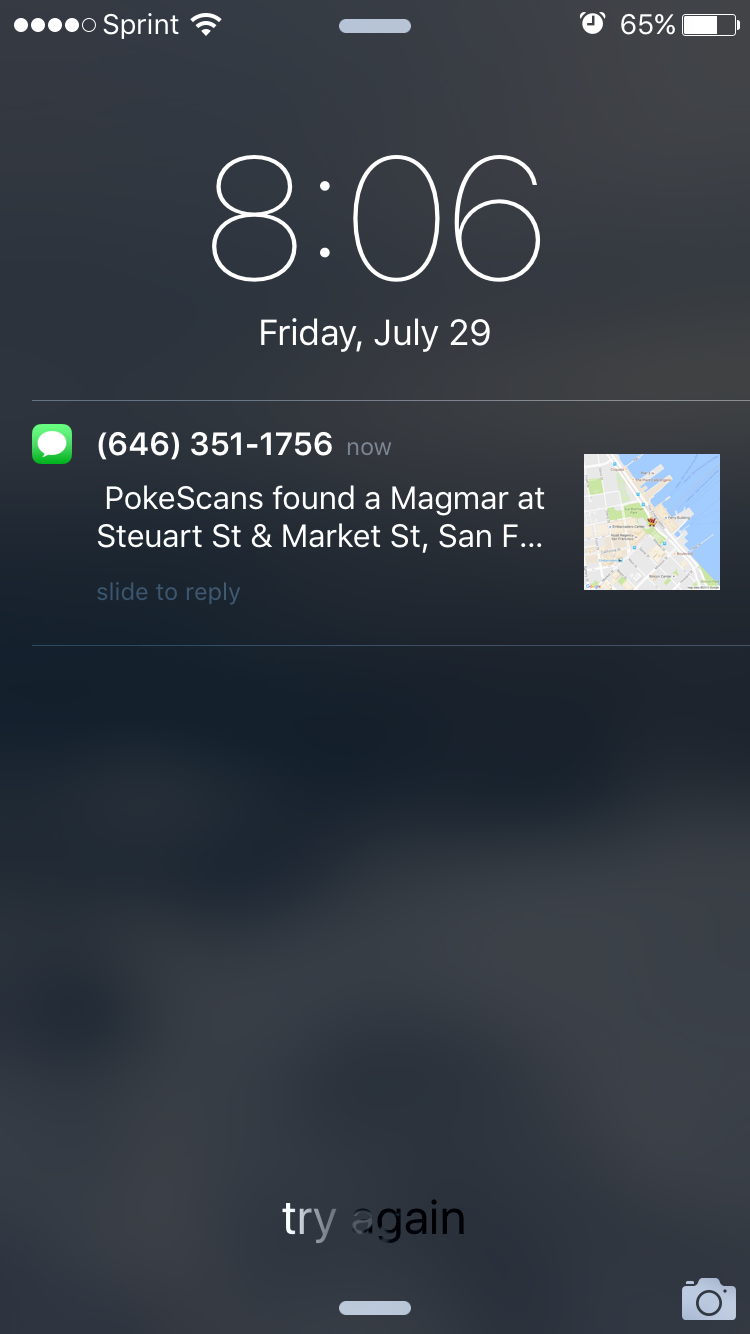 Sprint 65%
8:06
Friday, July 29
(646) 351-1756 now
PokeScans found a Magmar at
Steuart St & Market St, San F...
slide to reply
try again